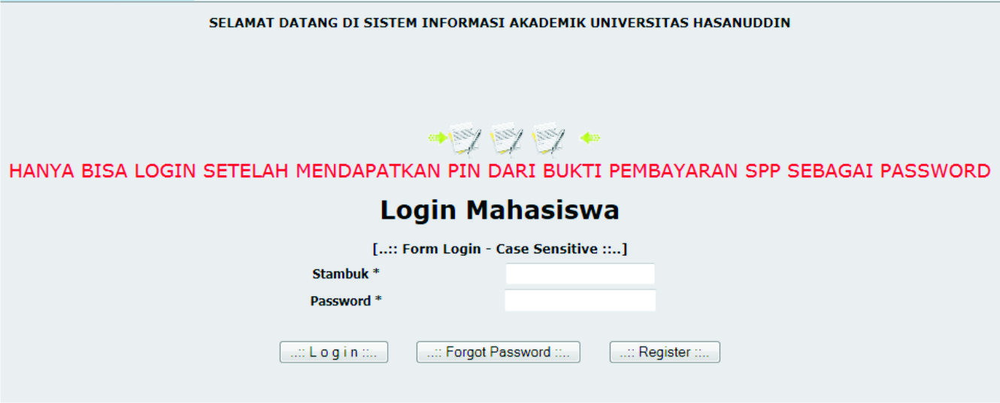 SELAMAT DATANG DI SISTEM INFORMASI AKADEMIK UNIVERSITAS HASANUDDIN
HANYA BISA LOGIN SETELAH MENDAPATKAN PIN DARI BUKTI PEMBAYARAN SPP SEBAGAI PASSWORD
Login Mahasiswa
[..:: Form Login - Case Sensitive ::..]
Stambuk *
Password *
..:: L o g i n ::.. ..:: Forgot Password ::.. ..:: Register ::..